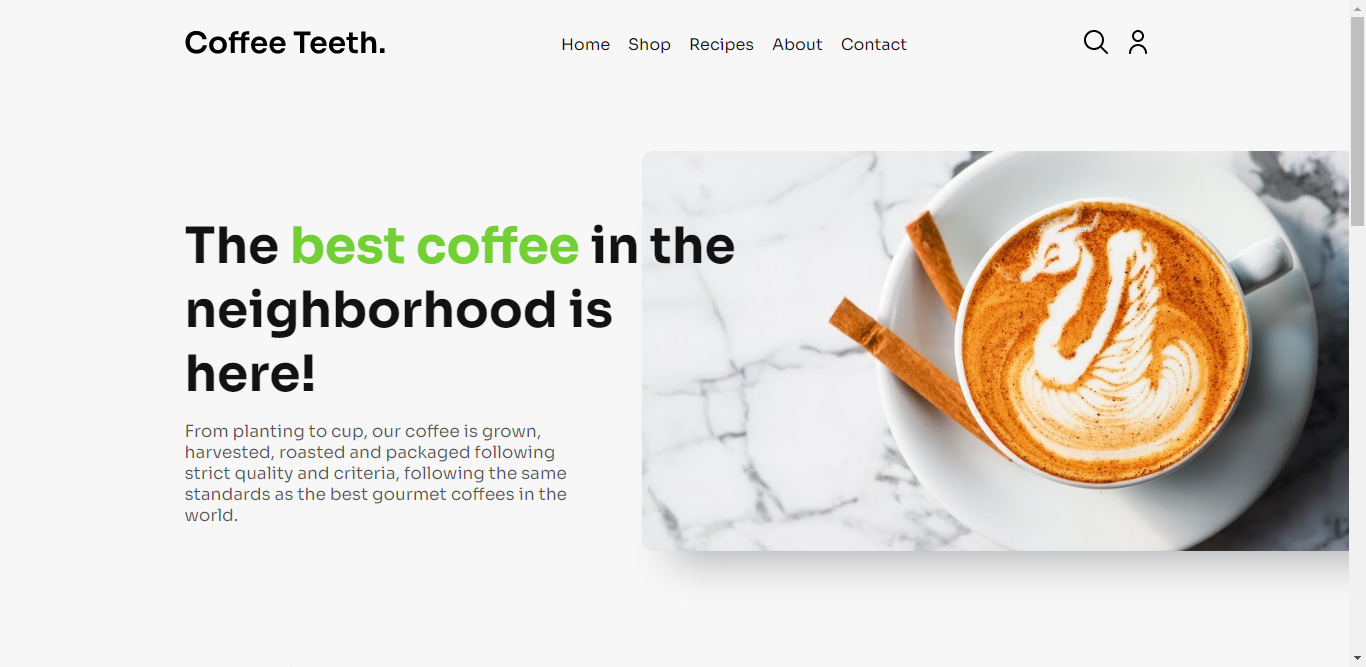 Coffee Teeth.
Home Shop Recipes About Contact
The best coffee in the
neighborhood is
here!
From planting to cup, our coffee is grown,
harvested, roasted and packaged following
strict quality and criteria, following the same
standards as the best gourmet coffees in the
world.